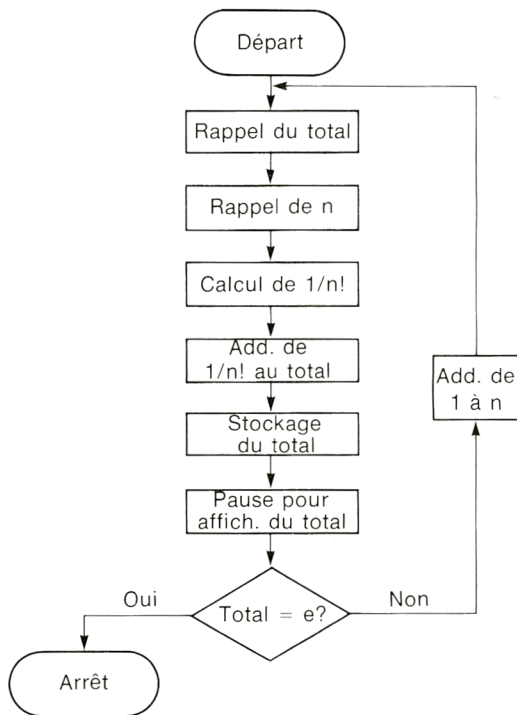 Départ
Rappel du total
Rappel de n
Calcul de 1/n!
Add. de
1/n! au total
Stockage
du total
Pause pour
affich. du total
Total = e?
Oui
Non
Add. de
1 à n
Arrêt